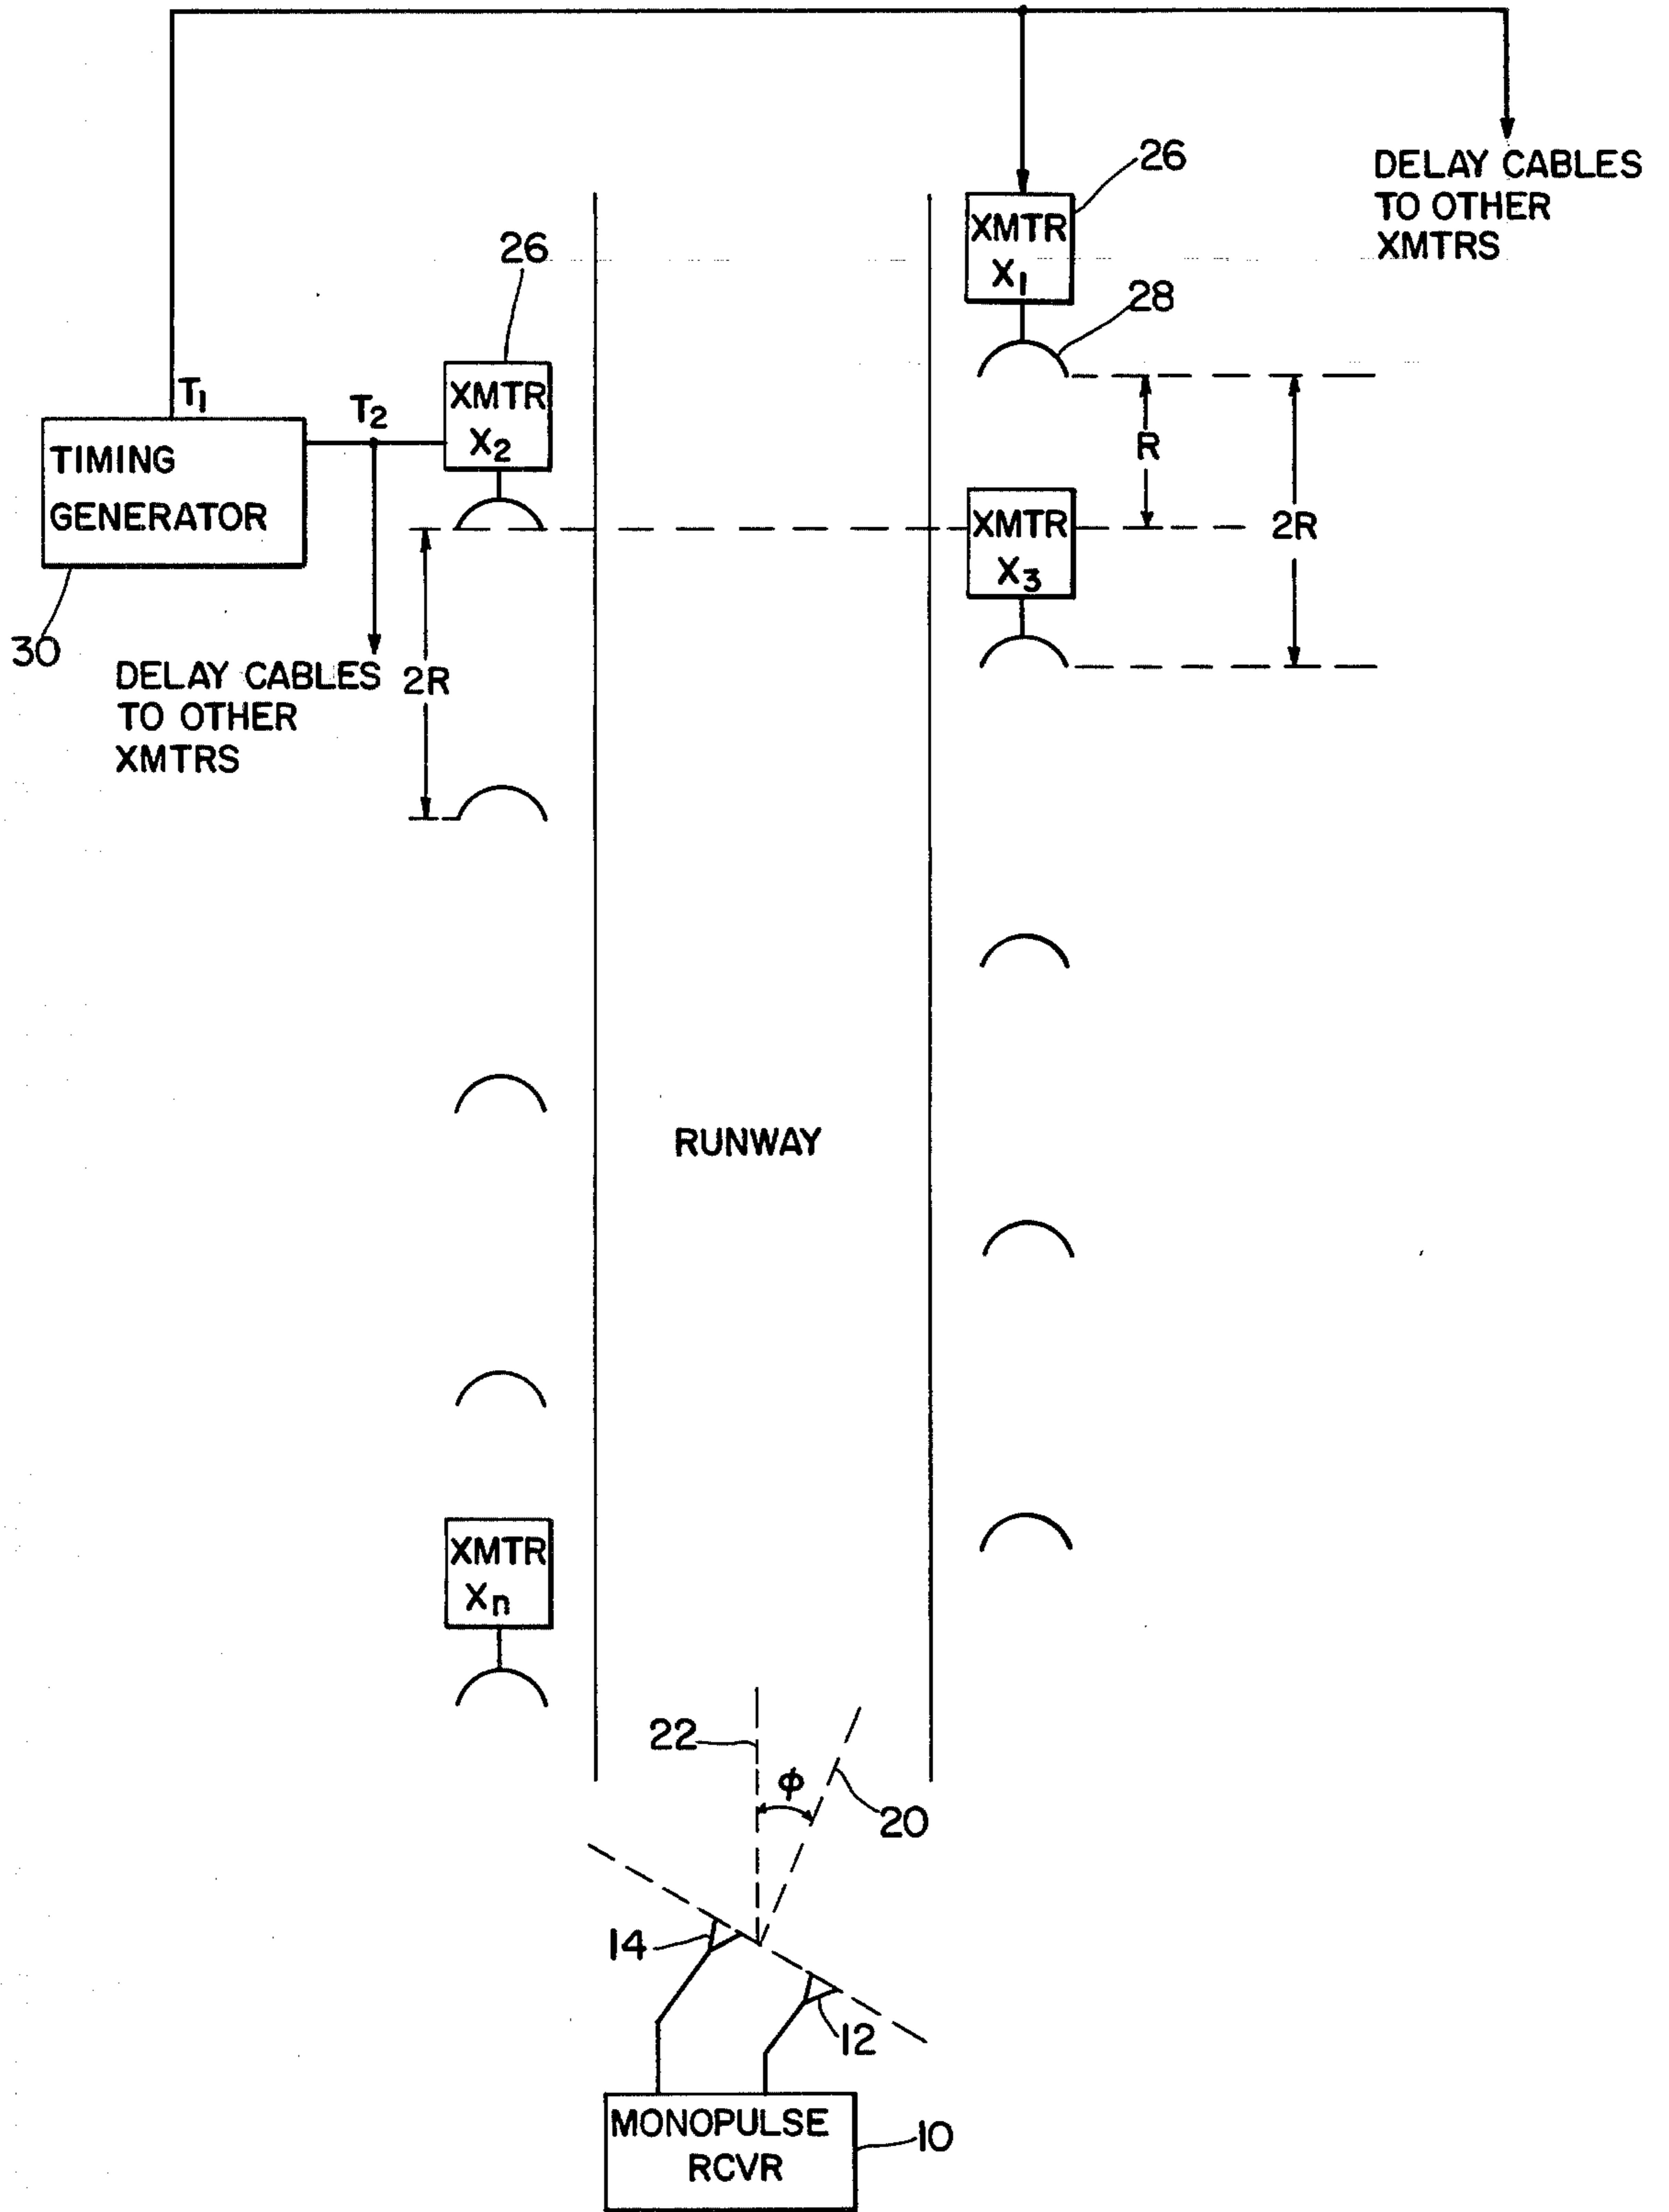 DELAY CABLES
TO OTHER
XMTRS
26
XMTR
X1
28
26
XMTR
X2
T1
T2
TIMING
GENERATOR
30
R
2R
XMTR
X3
DELAY CABLES
TO OTHER
XMTRS
2R
RUNWAY
XMTR
Xn
22
ϕ
20
14
12
MONOPULSE
RCVR
10